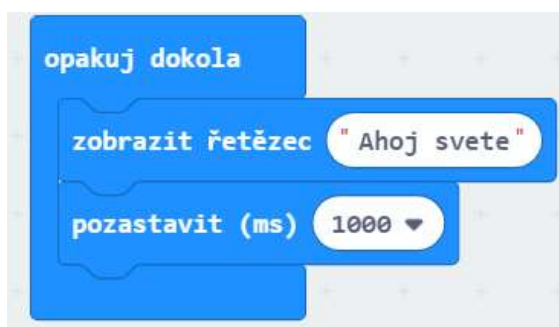 opakuj dokola
zobrazit řetězec "Ahoj svete"
pozastavit (ms) 1000